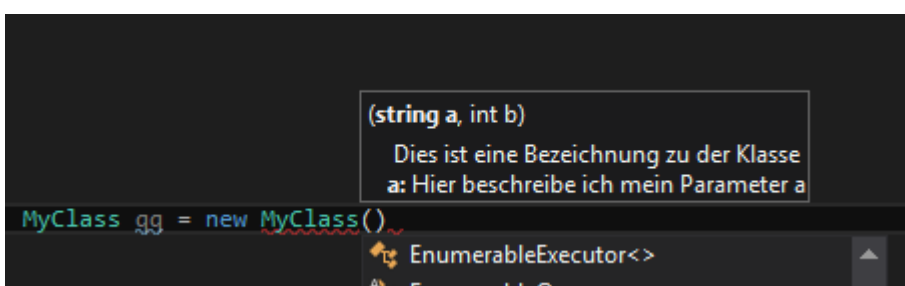 (string a, int b)
Dies ist eine Bezeichnung zu der Klasse
a: Hier beschreibe ich mein Parameter a
MyClass gg = new MyClass()
EnumerableExecutor<>